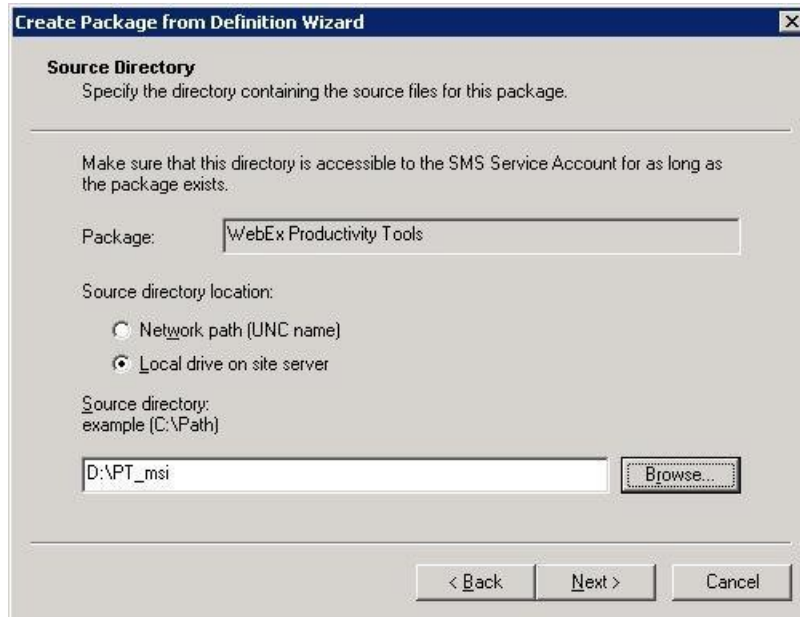 Create Package from Definition Wizard
Source Directory
Specify the directory containing the source files for this package.
Make sure that this directory is accessible to the SMS Service Account for as long as
the package exists.
Package: WebEx Productivity Tools
Source directory location:
Network path (UNC name)
Local drive on site server
Source directory:
example (C:\Path)
D:\PT_msi Browse...
< Back Next > Cancel